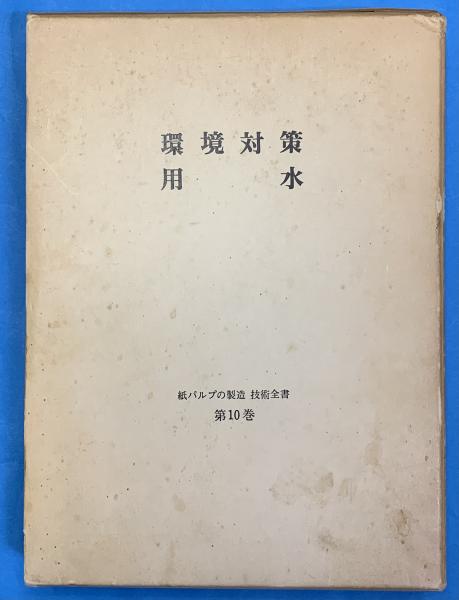 環境対策
用水
紙パルプの製造 技術全書
第10巻